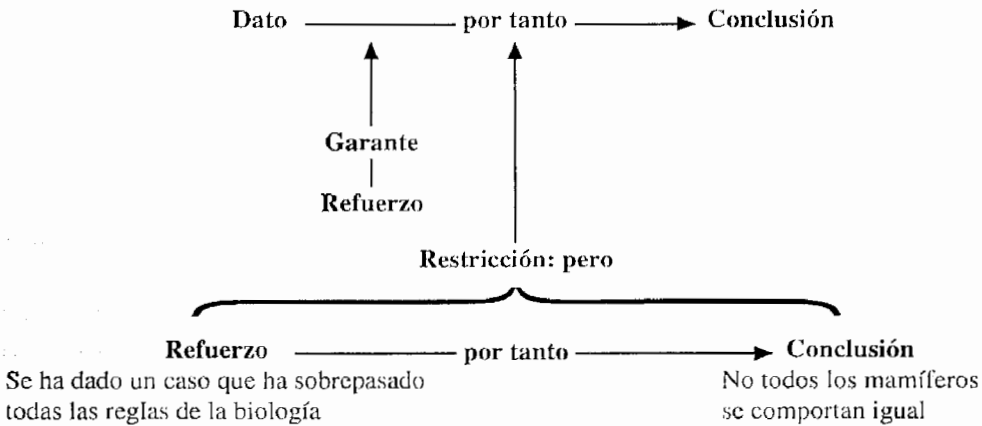 Dato por tanto Conclusión
Garante
Refuerzo
Restricción: pero
Refuerzo por tanto Conclusión
Se ha dado un caso que ha sobrepasado No todos los mamíferos
todas las reglas de la biología se comportan igual